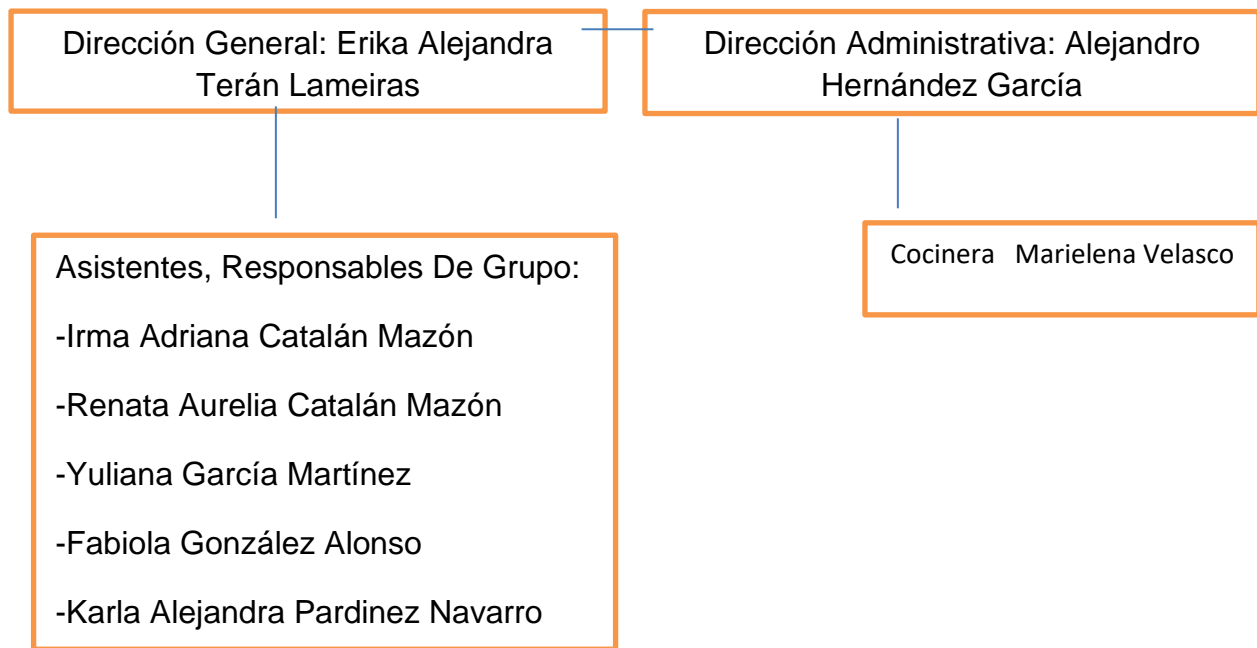 Dirección General: Erika Alejandra
Terán Lameiras
Dirección Administrativa: Alejandro
Hernández García
Asistentes, Responsables De Grupo:
-Irma Adriana Catalán Mazón
-Renata Aurelia Catalán Mazón
-Yuliana García Martínez
-Fabiola González Alonso
-Karla Alejandra Pardinez Navarro
Cocinera Marielena Velasco